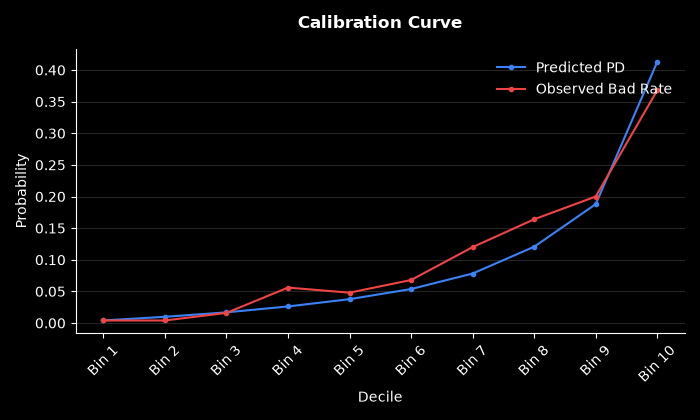 Calibration Curve
Predicted PD
Observed Bad Rate
Probability
0.40
0.35
0.30
0.25
0.20
0.15
0.10
0.05
0.00
Bin 1
Bin 2
Bin 3
Bin 4
Bin 5
Bin 6
Bin 7
Bin 8
Bin 9
Bin 10
Decile